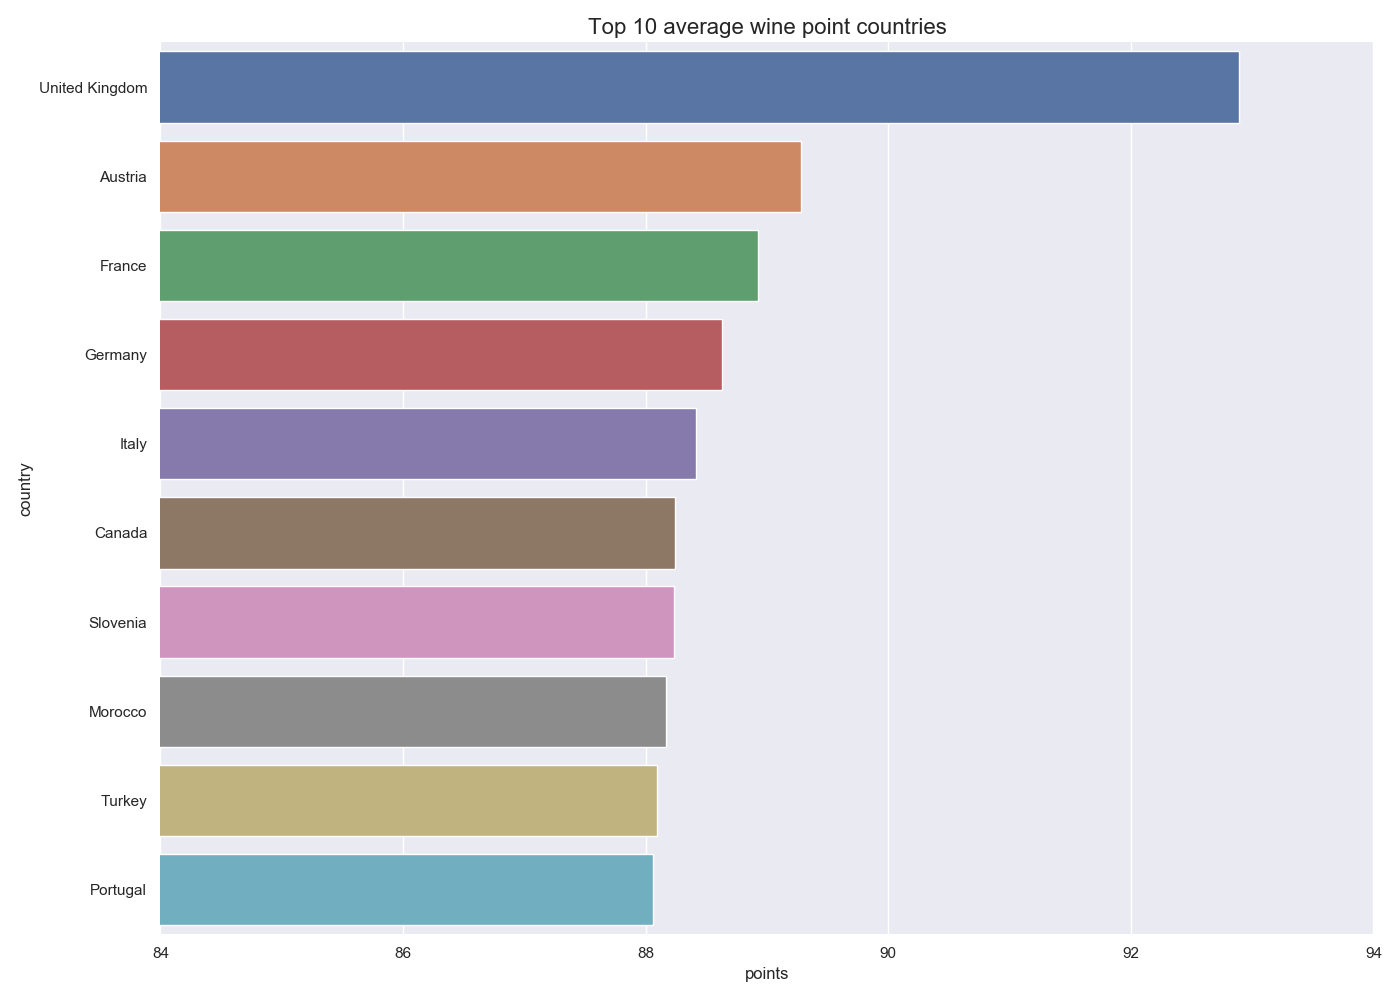 Top 10 average wine point countries
United Kingdom
Austria
France
Germany
Italy
Canada
Slovenia
Morocco
Turkey
Portugal
country
84 86 88 90 92 94
points